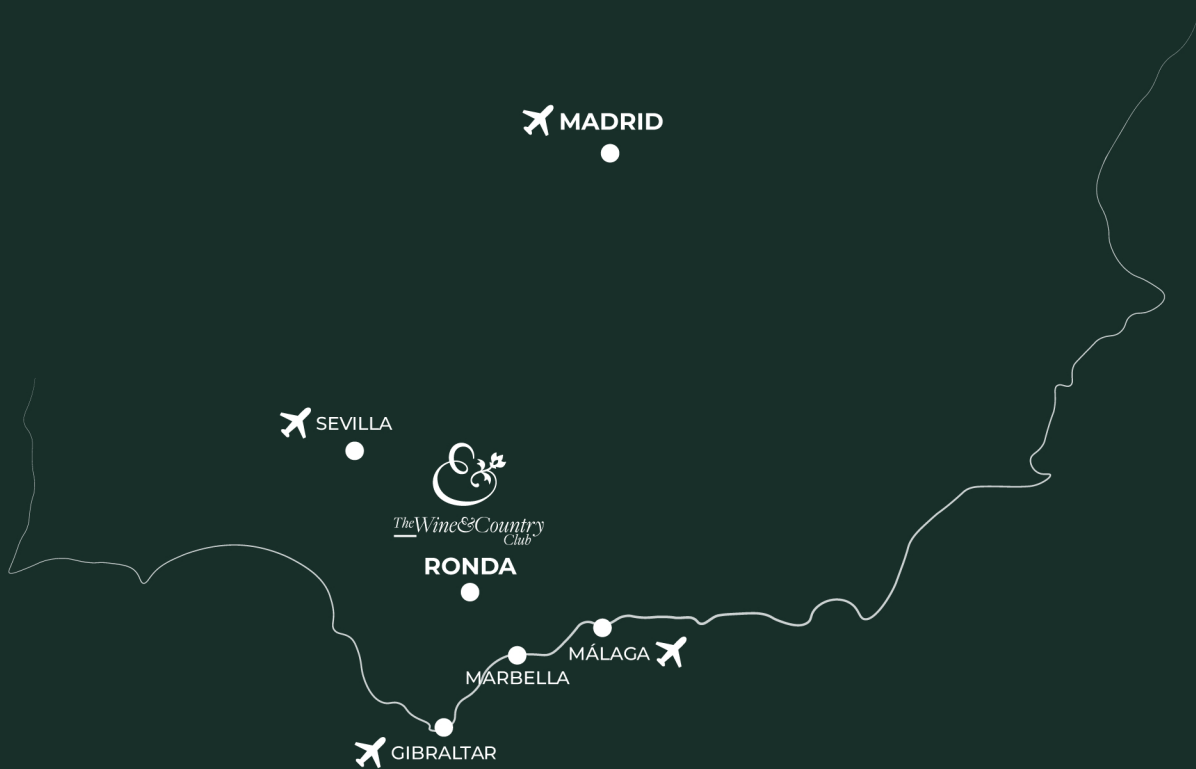 MADRID
SEVILLA
The Wine&Country
Club
RONDA
MÁLAGA
MARBELLA
GIBRALTAR